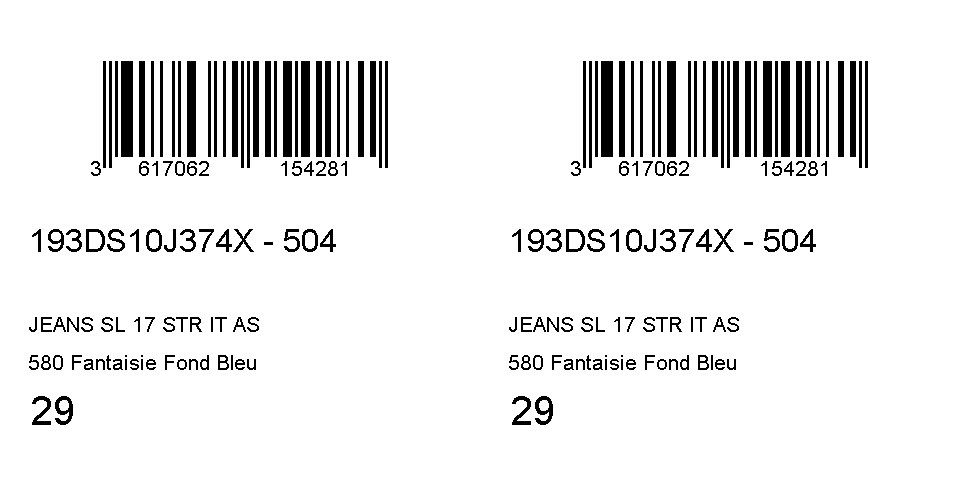 3 617062 154281
193DS10J374X - 504
JEANS SL 17 STR IT AS
580 Fantaisie Fond Bleu
29
3 617062 154281
193DS10J374X - 504
JEANS SL 17 STR IT AS
580 Fantaisie Fond Bleu
29